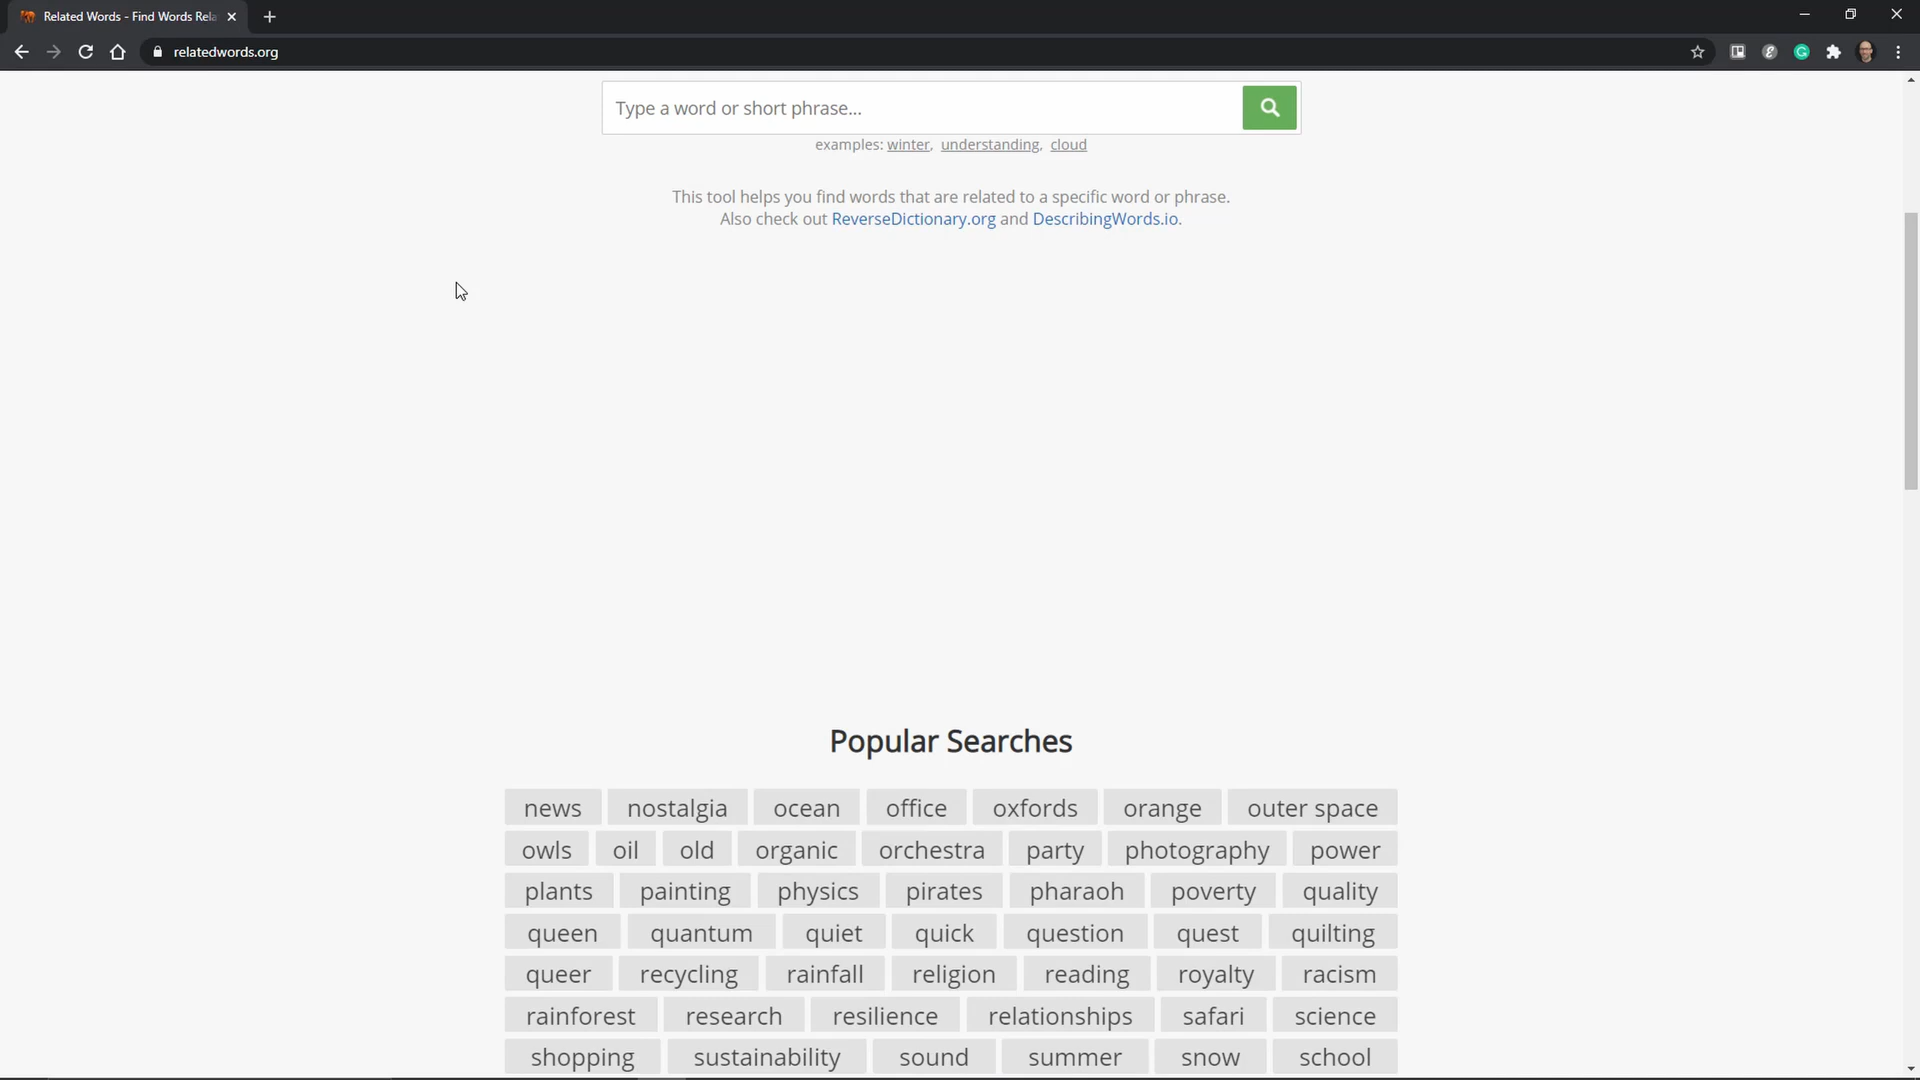 Related Words - Find Words Rela
relatedwords.org
Type a word or short phrase...
examples: winter, understanding, cloud
This tool helps you find words that are related to a specific word or phrase.
Also check out ReverseDictionary.org and DescribingWords.io.
Popular Searches
news nostalgia ocean office oxfords orange outer space
owls oil old organic orchestra party photography power
plants painting physics pirates pharaoh poverty quality
queen quantum quiet quick question quest quilting
queer recycling rainfall religion reading royalty racism
rainforest research resilience relationships safari science
shopping sustainability sound summer snow school